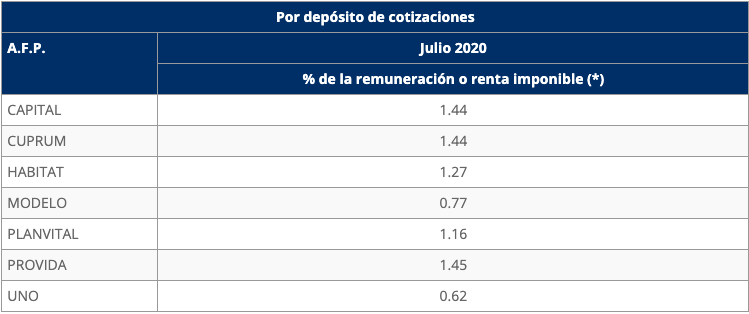 Por depósito de cotizaciones
A.F.P. Julio 2020
% de la remuneración o renta imponible (*)
CAPITAL 1.44
CUPRUM 1.44
HABITAT 1.27
MODELO 0.77
PLANVITAL 1.16
PROVIDA 1.45
UNO 0.62